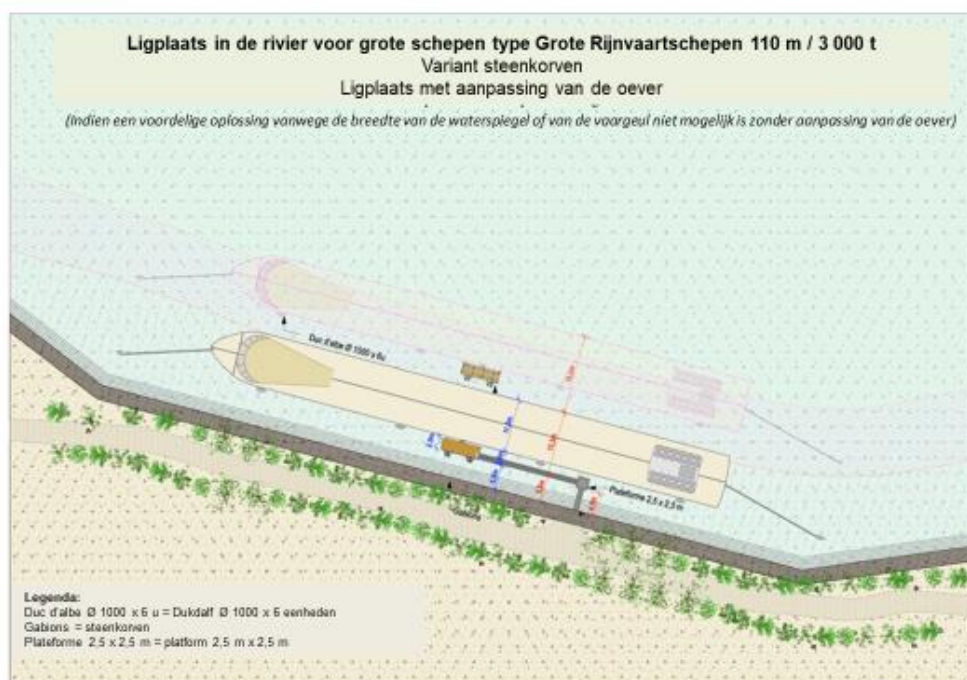 Ligplaats in de rivier voor grote schepen type Grote Rijnvaartschepen 110 m / 3 000 t
Variant steenkorven
Ligplaats met aanpassing van de oever
(Indien een voordelige oplossing vanwege de breedte van de waterspiegel of van de vaargeul niet mogelijk is zonder aanpassing van de oever)
Duc d'albe Ø 1000 x 6u
Plateforme 2,5 x 2,5 m
Legenda:
Duc d'albe Ø 1000 x 6 u = Dukdalf Ø 1000 x 6 eenheden
Gabions = steenkorven
Plateforme 2,5 x 2,5 m = platform 2,5 m x 2,5 m